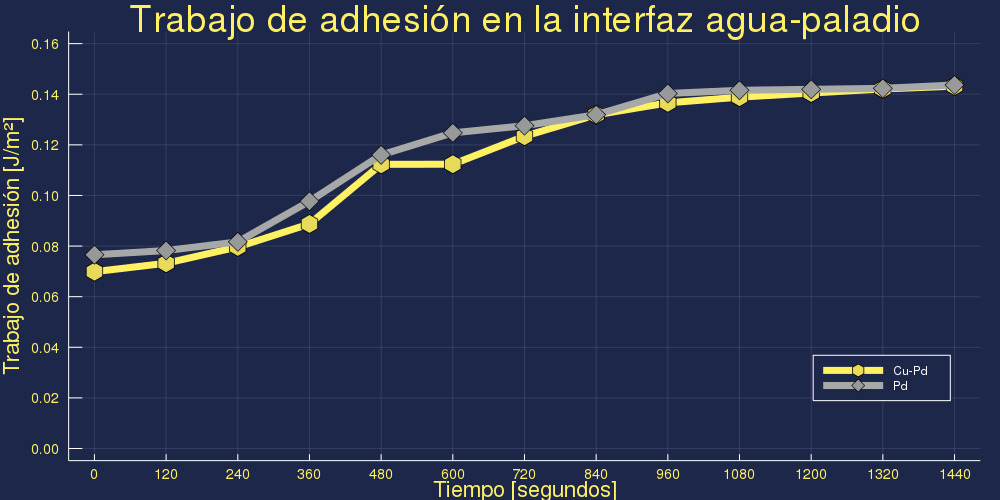 Trabajo de adhesión en la interfaz agua-paladio
Trabajo de adhesión [J/m²]
0.16
0.14
0.12
0.10
0.08
0.06
0.04
0.02
0.00
Cu-Pd
Pd
0 120 240 360 480 600 720 840 960 1080 1200 1320 1440
Tiempo [segundos]